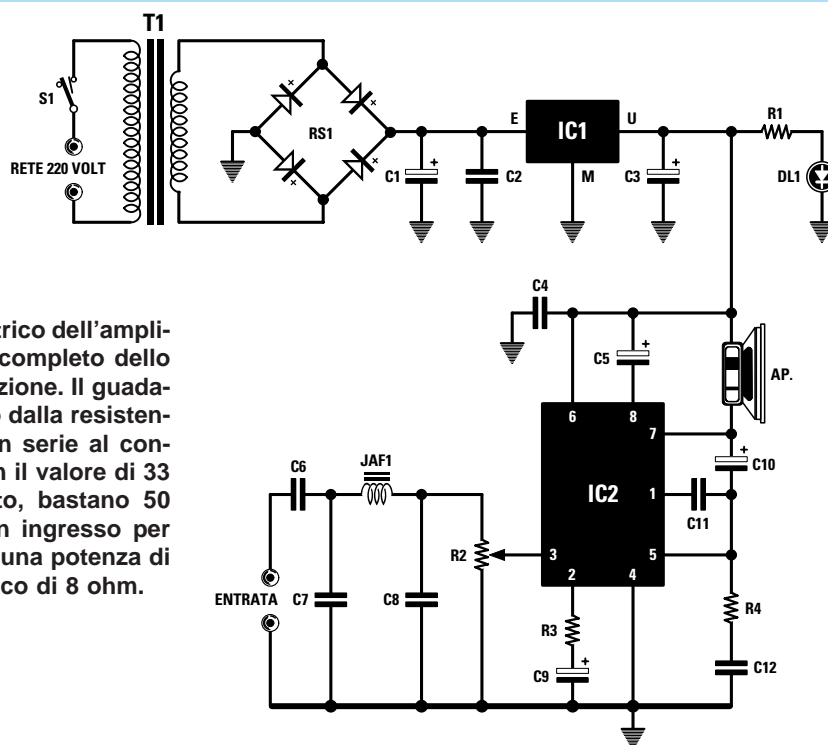 T1
S1
RETE 220 VOLT
RS1
C1
+
C2
E
IC1
U
M
C3
+
R1
DL1
trico dell'ampli-
completo dello
zione. Il guada-
o dalla resisten-
n serie al con-
n il valore di 33
to, bastano 50
n ingresso per
una potenza di
ico di 8 ohm.
C4
C5
+
AP.
6
8
7
IC2
1
5
3
2
4
+
C10
C11
C6
JAF1
R2
ENTRATA
C7
C8
R3
C9
+
R4
C12